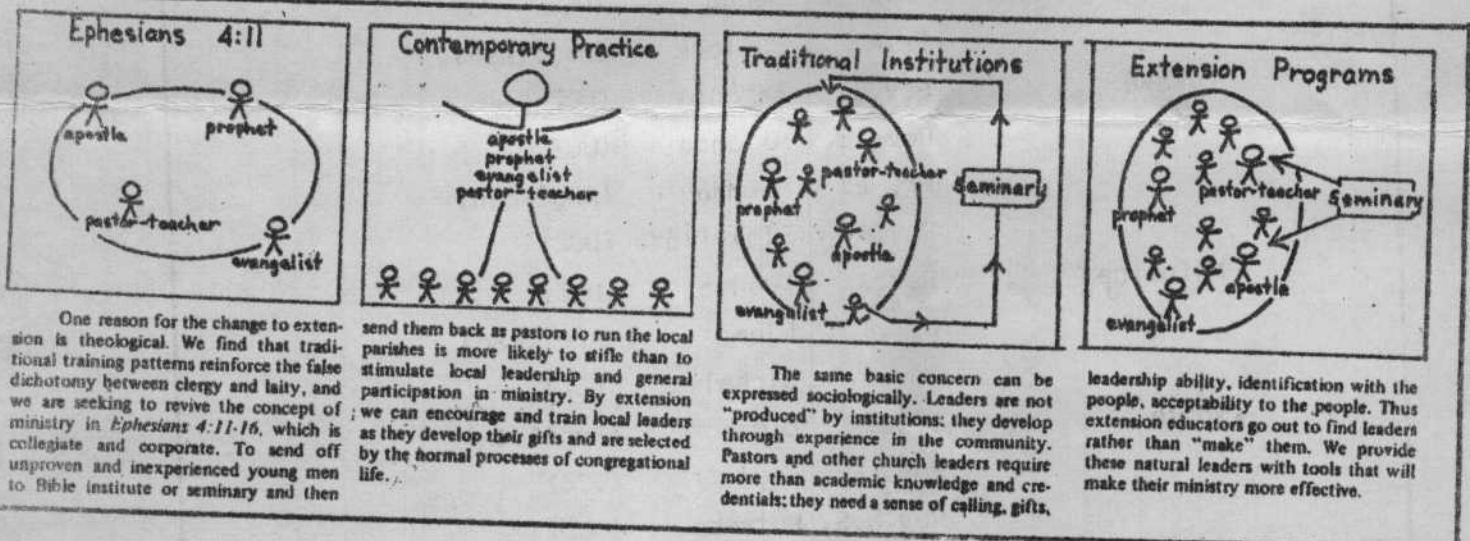 Ephesians 4:11
apostle
prophet
pastor-teacher
evangelist
Contemporary Practice
apostle
prophet
evangelist
pastor-teacher
Traditional Institutions
pastor-teacher
Seminary
prophet
apostle
evangelist
Extension Programs
pastor-teacher
Seminary
prophet
apostle
evangelist
One reason for the change to exten-
sion is theological. We find that tradi-
tional training patterns reinforce the false
dichotomy between clergy and laity, and
we are seeking to revive the concept of
ministry in Ephesians 4:11-16, which is
collegiate and corporate. To send off
unproven and inexperienced young men
to Bible institute or seminary and then
send them back as pastors to run the local
parishes is more likely to stifle than to
stimulate local leadership and general
participation in ministry. By extension
we can encourage and train local leaders
as they develop their gifts and are selected
by the normal processes of congregational
life.
The same basic concern can be
expressed sociologically. Leaders are not
"produced" by institutions; they develop
through experience in the community.
Pastors and other church leaders require
more than academic knowledge and cre-
dentials; they need a sense of calling, gifts,
leadership ability, identification with the
people, acceptability to the people. Thus
extension educators go out to find leaders
rather than "make" them. We provide
these natural leaders with tools that will
make their ministry more effective.